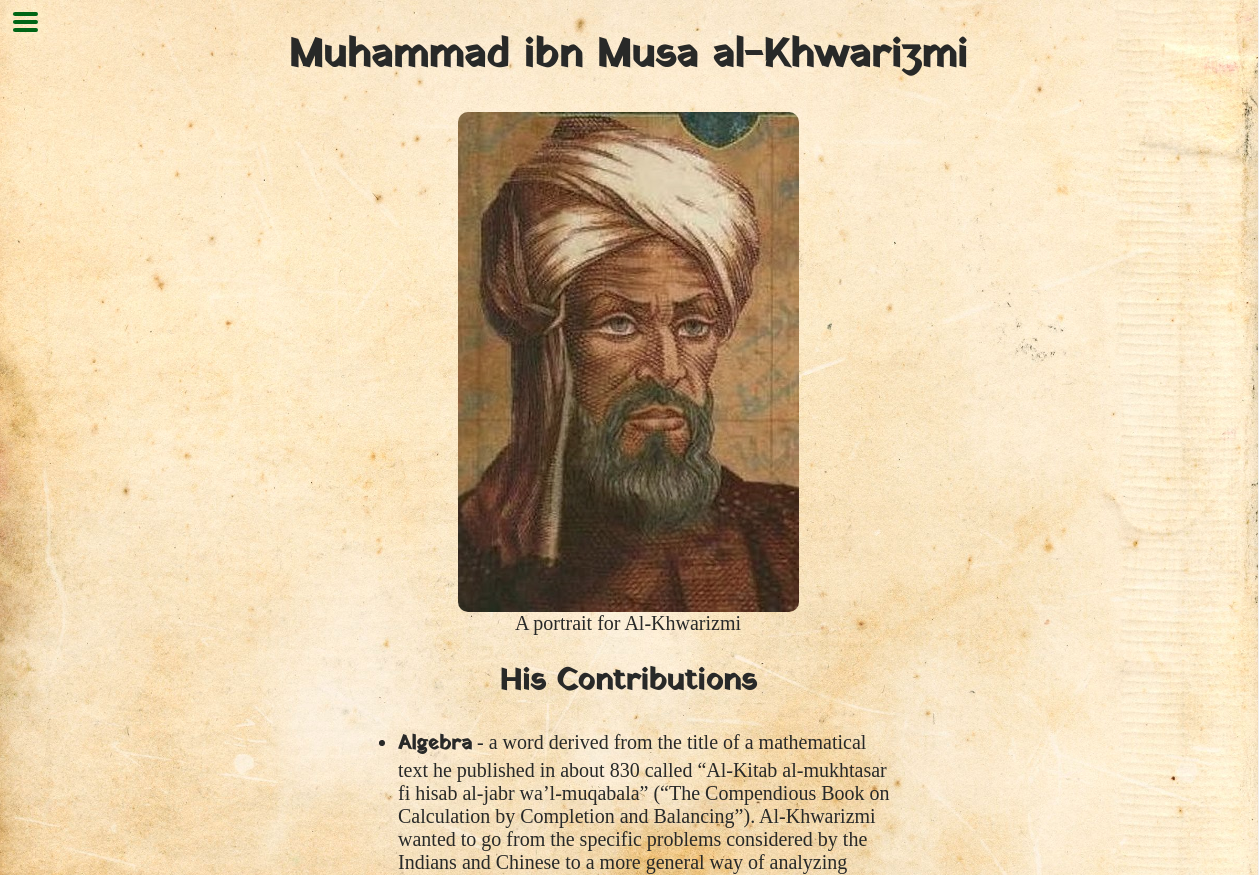 Muhammad ibn Musa al-Khwarizmi
A portrait for Al-Khwarizmi
His Contributions
Algebra - a word derived from the title of a mathematical
text he published in about 830 called “Al-Kitab al-mukhtasar
fi hisab al-jabr wa’l-muqabala” (“The Compendious Book on
Calculation by Completion and Balancing”). Al-Khwarizmi
wanted to go from the specific problems considered by the
Indians and Chinese to a more general way of analyzing